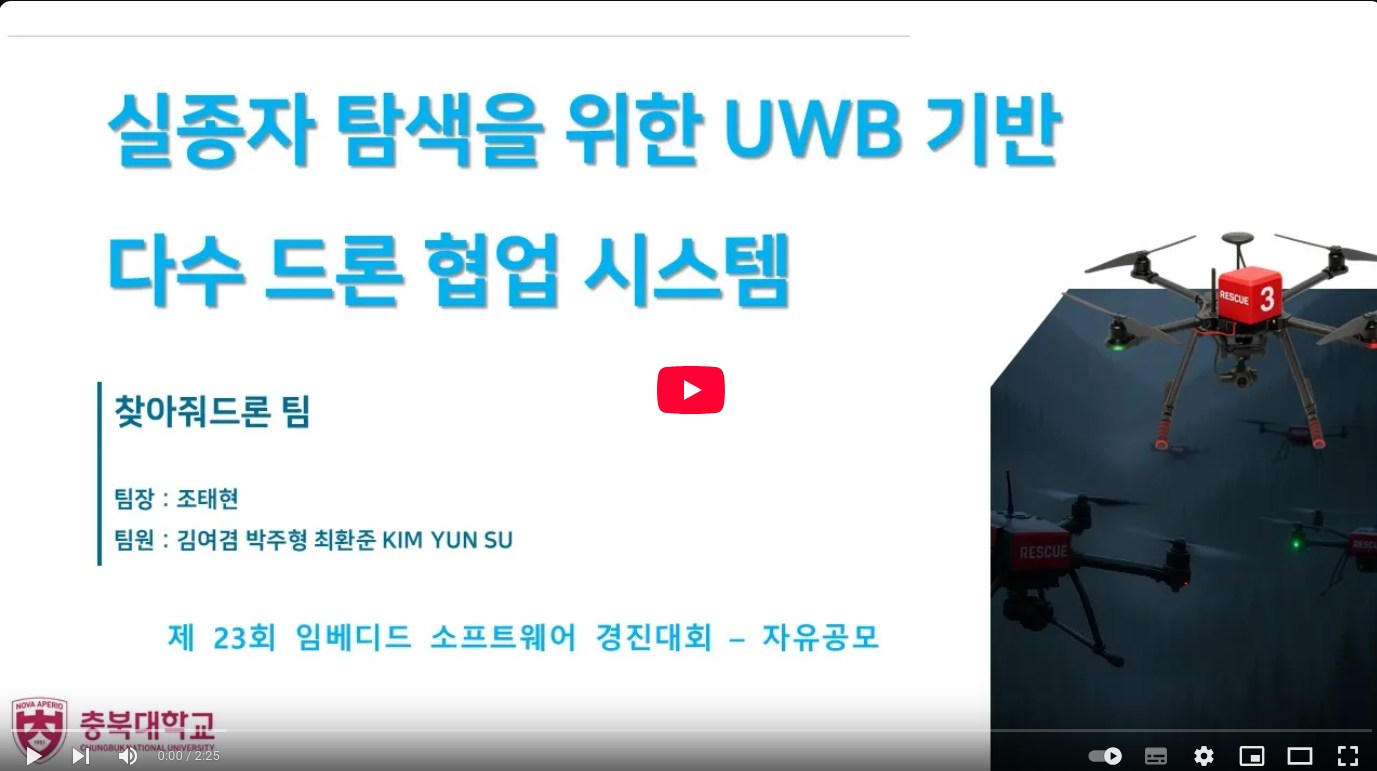 실종자 탐색을 위한 UWB 기반
다수 드론 협업 시스템
RESCUE 3
찾아줘드론 팀
팀장 : 조태현
팀원 : 김여겸 박주형 최환준 KIM YUN SU
RESCUE
RESCUE
제 23회 임베디드 소프트웨어 경진대회 – 자유공모
NOVA APERIO
1951
충북대학교
CHUNGBUK NATIONAL UNIVERSITY
0:00 / 2:25